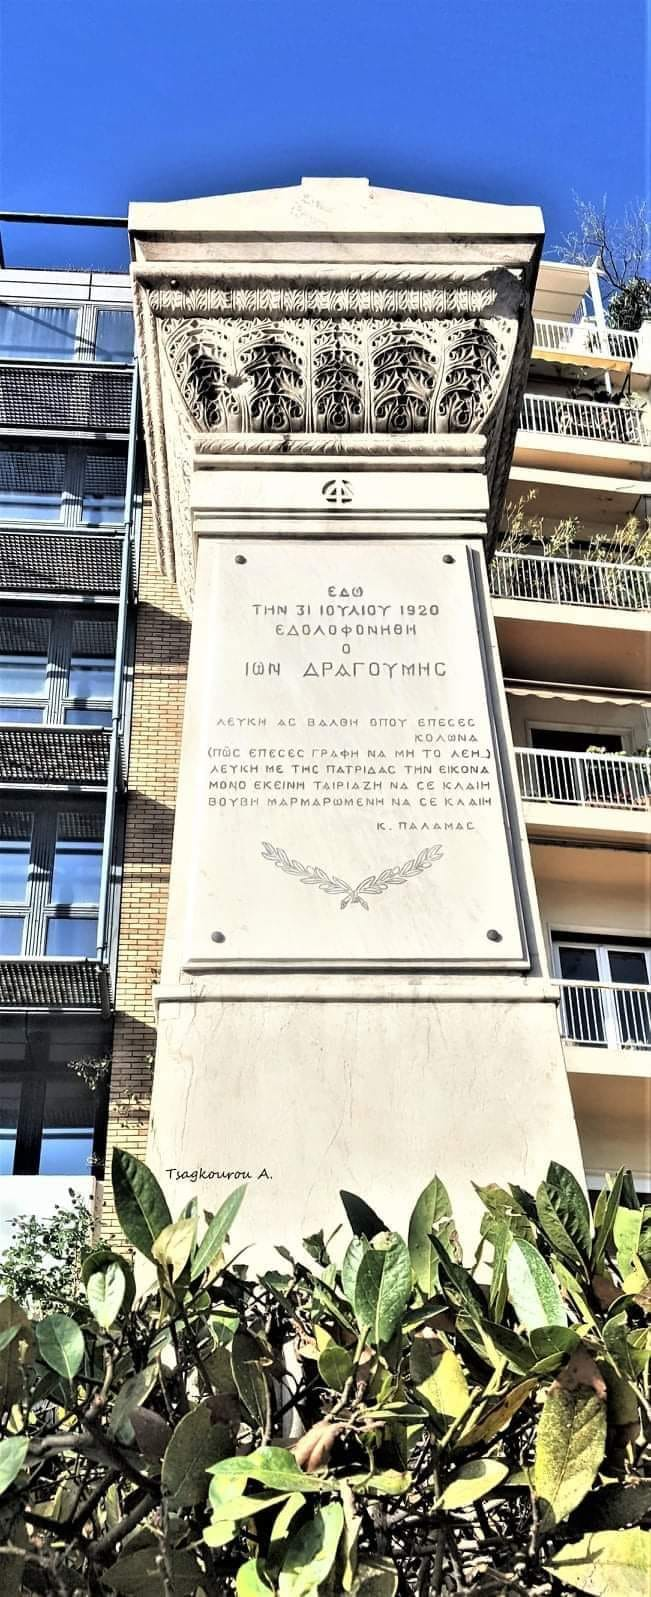 ΕΔΩ
ΤΗΝ 31 ΙΟΥΛΙΟΥ 1920
ΕΔΟΛΟΦΟΝΗΘΗ
Ο
ΙΩΝ ΔΡΑΓΟΥΜΗΣ
ΛΕΥΚΗ ΑΣ ΒΑΛΘΗ ΟΠΟΥ ΕΠΕΣΕΣ
ΚΟΛΩΝΑ
(ΠΩΣ ΕΠΕΣΕΣ ΓΡΑΦΗ ΝΑ ΜΗ ΤΟ ΛΕΗ..)
ΛΕΥΚΗ ΜΕ ΤΗΣ ΠΑΤΡΙΔΑΣ ΤΗΝ ΕΙΚΟΝΑ
ΜΟΝΟ ΕΚΕΙΝΗ ΤΑΙΡΙΑΖΗ ΝΑ ΣΕ ΚΛΑΙΗ
ΒΟΥΒΗ ΜΑΡΜΑΡΩΜΕΝΗ ΝΑ ΣΕ ΚΛΑΙΗ
Κ. ΠΑΛΑΜΑΣ
Tsagkourou A.